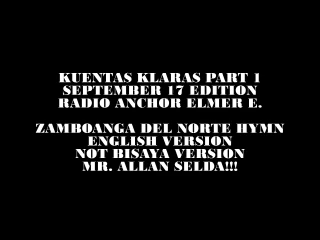 KUENTAS KLARAS PART 1
SEPTEMBER 17 EDITION
RADIO ANCHOR ELMER E.
ZAMBOANGA DEL NORTE HYMN
ENGLISH VERSION
NOT BISAYA VERSION
MR. ALLAN SELDA!!!